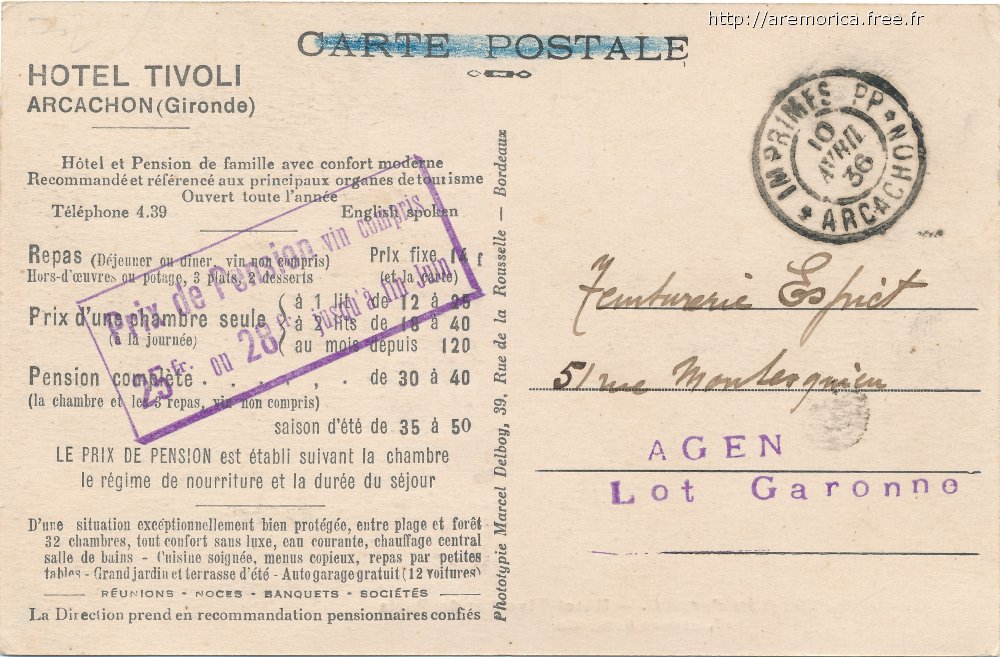 http://aremorica.free.fr
CARTE POSTALE
HOTEL TIVOLI
ARCACHON (Gironde)
Hôtel et Pension de famille avec confort moderne
Recommandé et référencé aux principaux organes de tourisme
Ouvert toute l'année
Téléphone 4.39 English spoken
Repas (Déjeuner ou dîner, vin non compris) Prix fixe 14 f
Hors-d'œuvres ou potage, 3 plats, 2 desserts (et la carte)
Prix d'une chambre seule ( à 1 lit de 12 à 25
(à la journée) ( à 2 lits de 18 à 40
( au mois depuis 120
Pension complète . . . . . . de 30 à 40
(la chambre et les 3 repas, vin non compris)
saison d'été de 35 à 50
LE PRIX DE PENSION est établi suivant la chambre
le régime de nourriture et la durée du séjour
D'une situation exceptionnellement bien protégée, entre plage et forêt
32 chambres, tout confort sans luxe, eau courante, chauffage central
salle de bains - Cuisine soignée, menus copieux, repas par petites
tables - Grand jardin et terrasse d'été - Auto garage gratuit (12 voitures)
RÉUNIONS - NOCES - BANQUETS - SOCIÉTÉS
La Direction prend en recommandation pensionnaires confiés
Prix de Pension vin compris
25 fr. ou 28 fr. jusqu'à fin Juin
Phototypie Marcel Delboy, 39, Rue de la Rousselle - Bordeaux
IMPRIMES PP * ARCACHON *
10
AVRIL
36
Teinturerie Espiet
51 rue Montesquieu
AGEN
Lot Garonne